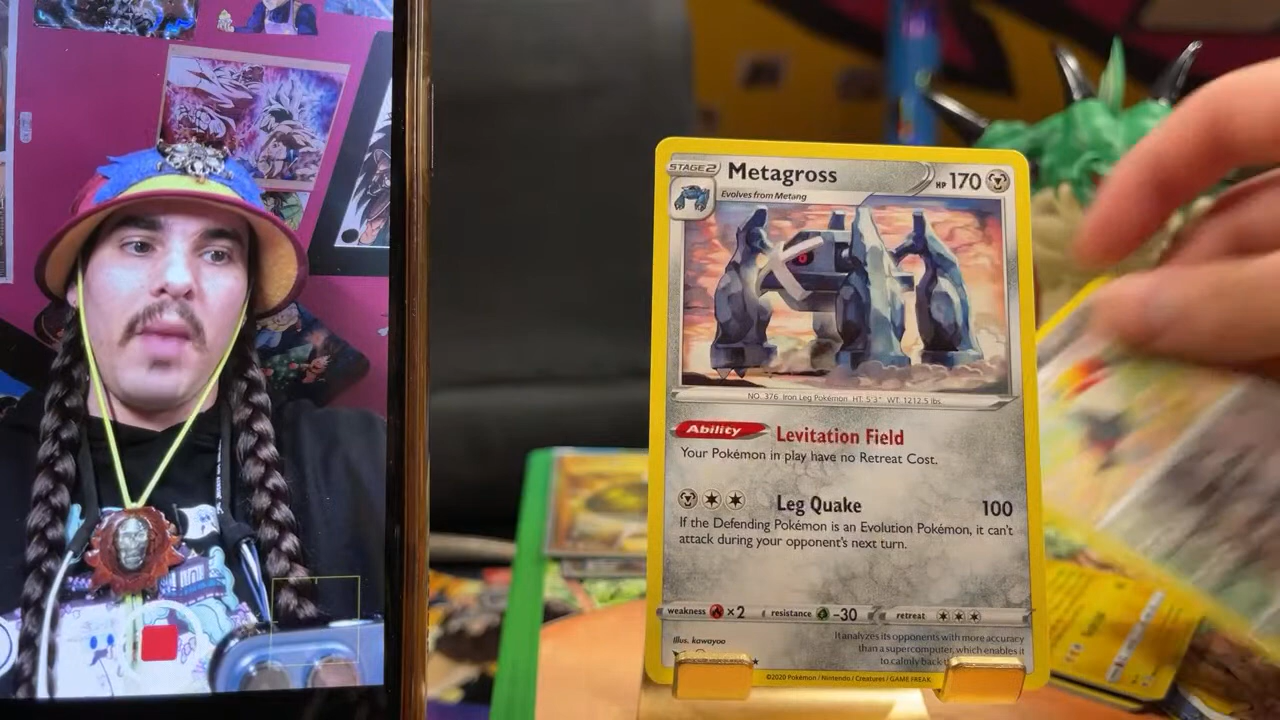 STAGE 2
Metagross
HP 170
Evolves from Metang
NO. 376 Iron Leg Pokémon HT. 5'3" WT. 1212.5 lbs.
Ability Levitation Field
Your Pokémon in play have no Retreat Cost.
Leg Quake 100
If the Defending Pokémon is an Evolution Pokémon, it can't
attack during your opponent's next turn.
weakness ×2 resistance -30 retreat
Illus. kawayoo
It analyzes its opponents with more accuracy
than a supercomputer, which enables it
to calmly back
©2020 Pokémon / Nintendo / Creatures / GAME FREAK